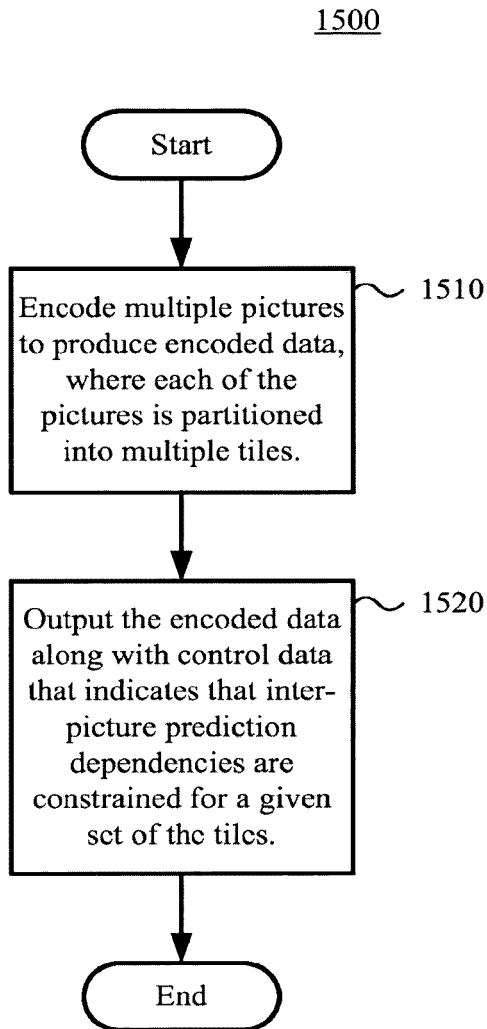 1500
Start
Encode multiple pictures
to produce encoded data,
where each of the
pictures is partitioned
into multiple tiles.
1510
Output the encoded data
along with control data
that indicates that inter-
picture prediction
dependencies are
constrained for a given
set of the tiles.
1520
End